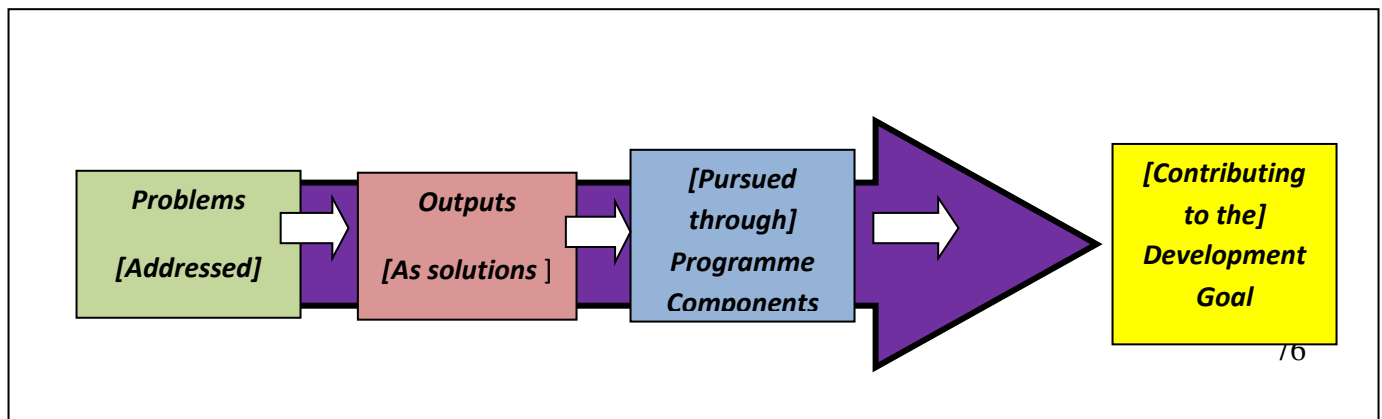 Problems
[Addressed]
Outputs
[As solutions ]
[Pursued
through]
Programme
Components
[Contributing
to the]
Development
Goal
76